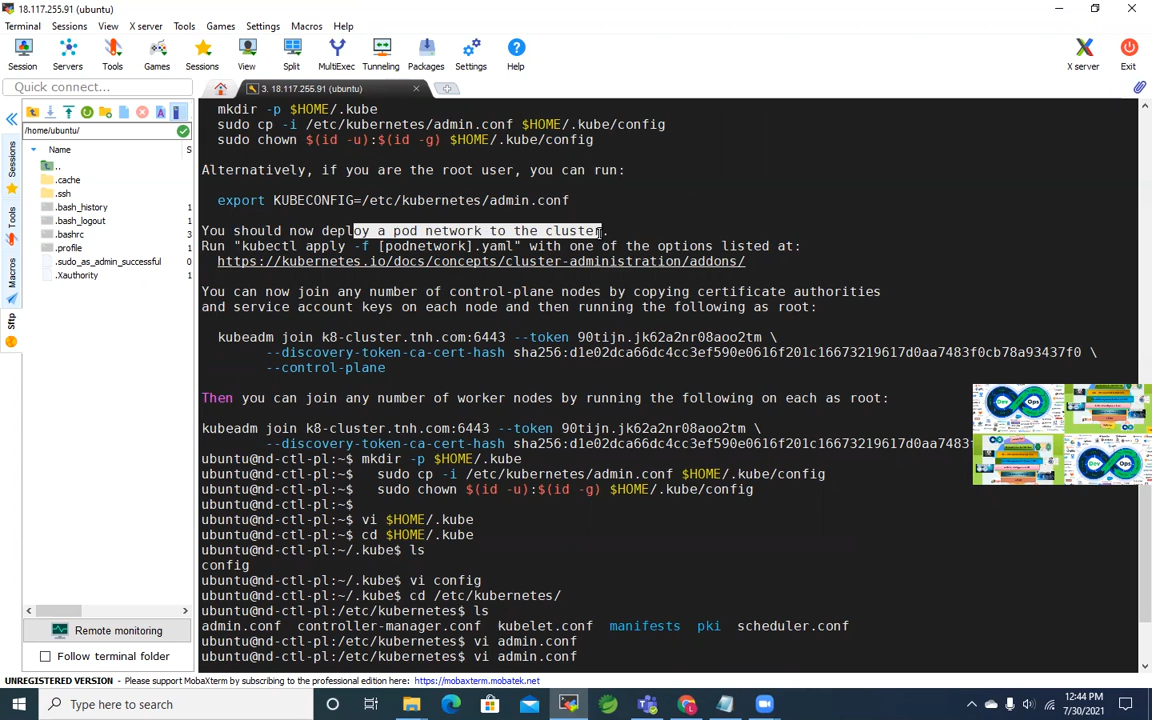 18.117.255.91 (ubuntu)
Terminal Sessions View X server Tools Games Settings Macros Help
Session Servers Tools Games Sessions View Split MultiExec Tunneling Packages Settings Help X server Exit
Quick connect...
3. 18.117.255.91 (ubuntu)
/home/ubuntu/
Name S
..
.cache
.ssh
.bash_history 1
.bash_logout 1
.bashrc 3
.profile 1
.sudo_as_admin_successful 0
.Xauthority 1
Sessions
Tools
Macros
Sftp
Remote monitoring
Follow terminal folder
mkdir -p $HOME/.kube
sudo cp -i /etc/kubernetes/admin.conf $HOME/.kube/config
sudo chown $(id -u):$(id -g) $HOME/.kube/config
Alternatively, if you are the root user, you can run:
export KUBECONFIG=/etc/kubernetes/admin.conf
You should now deploy a pod network to the cluster.
Run "kubectl apply -f [podnetwork].yaml" with one of the options listed at:
https://kubernetes.io/docs/concepts/cluster-administration/addons/
You can now join any number of control-plane nodes by copying certificate authorities
and service account keys on each node and then running the following as root:
kubeadm join k8-cluster.tnh.com:6443 --token 90tijn.jk62a2nr08aoo2tm \
--discovery-token-ca-cert-hash sha256:d1e02dca66dc4cc3ef590e0616f201c16673219617d0aa7483f0cb78a93437f0 \
--control-plane
Then you can join any number of worker nodes by running the following on each as root:
kubeadm join k8-cluster.tnh.com:6443 --token 90tijn.jk62a2nr08aoo2tm \
--discovery-token-ca-cert-hash sha256:d1e02dca66dc4cc3ef590e0616f201c16673219617d0aa7483f
ubuntu@nd-ctl-pl:~$ mkdir -p $HOME/.kube
ubuntu@nd-ctl-pl:~$   sudo cp -i /etc/kubernetes/admin.conf $HOME/.kube/config
ubuntu@nd-ctl-pl:~$   sudo chown $(id -u):$(id -g) $HOME/.kube/config
ubuntu@nd-ctl-pl:~$
ubuntu@nd-ctl-pl:~$ vi $HOME/.kube
ubuntu@nd-ctl-pl:~$ cd $HOME/.kube
ubuntu@nd-ctl-pl:~/.kube$ ls
config
ubuntu@nd-ctl-pl:~/.kube$ vi config
ubuntu@nd-ctl-pl:~/.kube$ cd /etc/kubernetes/
ubuntu@nd-ctl-pl:/etc/kubernetes$ ls
admin.conf controller-manager.conf kubelet.conf manifests pki scheduler.conf
ubuntu@nd-ctl-pl:/etc/kubernetes$ vi admin.conf
ubuntu@nd-ctl-pl:/etc/kubernetes$ vi admin.conf
UNREGISTERED VERSION - Please support MobaXterm by subscribing to the professional edition here: https://mobaxterm.mobatek.net
Type here to search
12:44 PM
7/30/2021